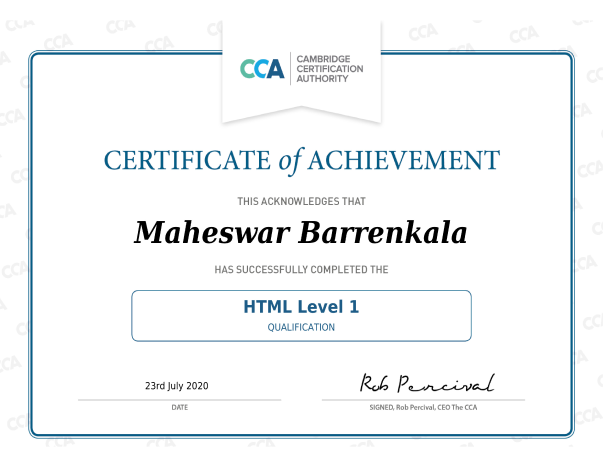 CCA
CAMBRIDGE
CERTIFICATION
AUTHORITY
CERTIFICATE of ACHIEVEMENT
THIS ACKNOWLEDGES THAT
Maheswar Barrenkala
HAS SUCCESSFULLY COMPLETED THE
HTML Level 1
QUALIFICATION
23rd July 2020
Rob Percival
DATE
SIGNED, Rob Percival, CEO The CCA